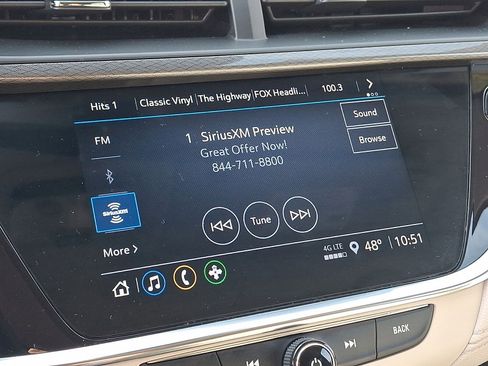 Hits 1 Classic Vinyl The Highway FOX Headli... 100.3
FM
1 SiriusXM Preview
Sound
Great Offer Now!
844-711-8800
Browse
SiriusXM
Tune
More
4G LTE
48° 10:51
BACK